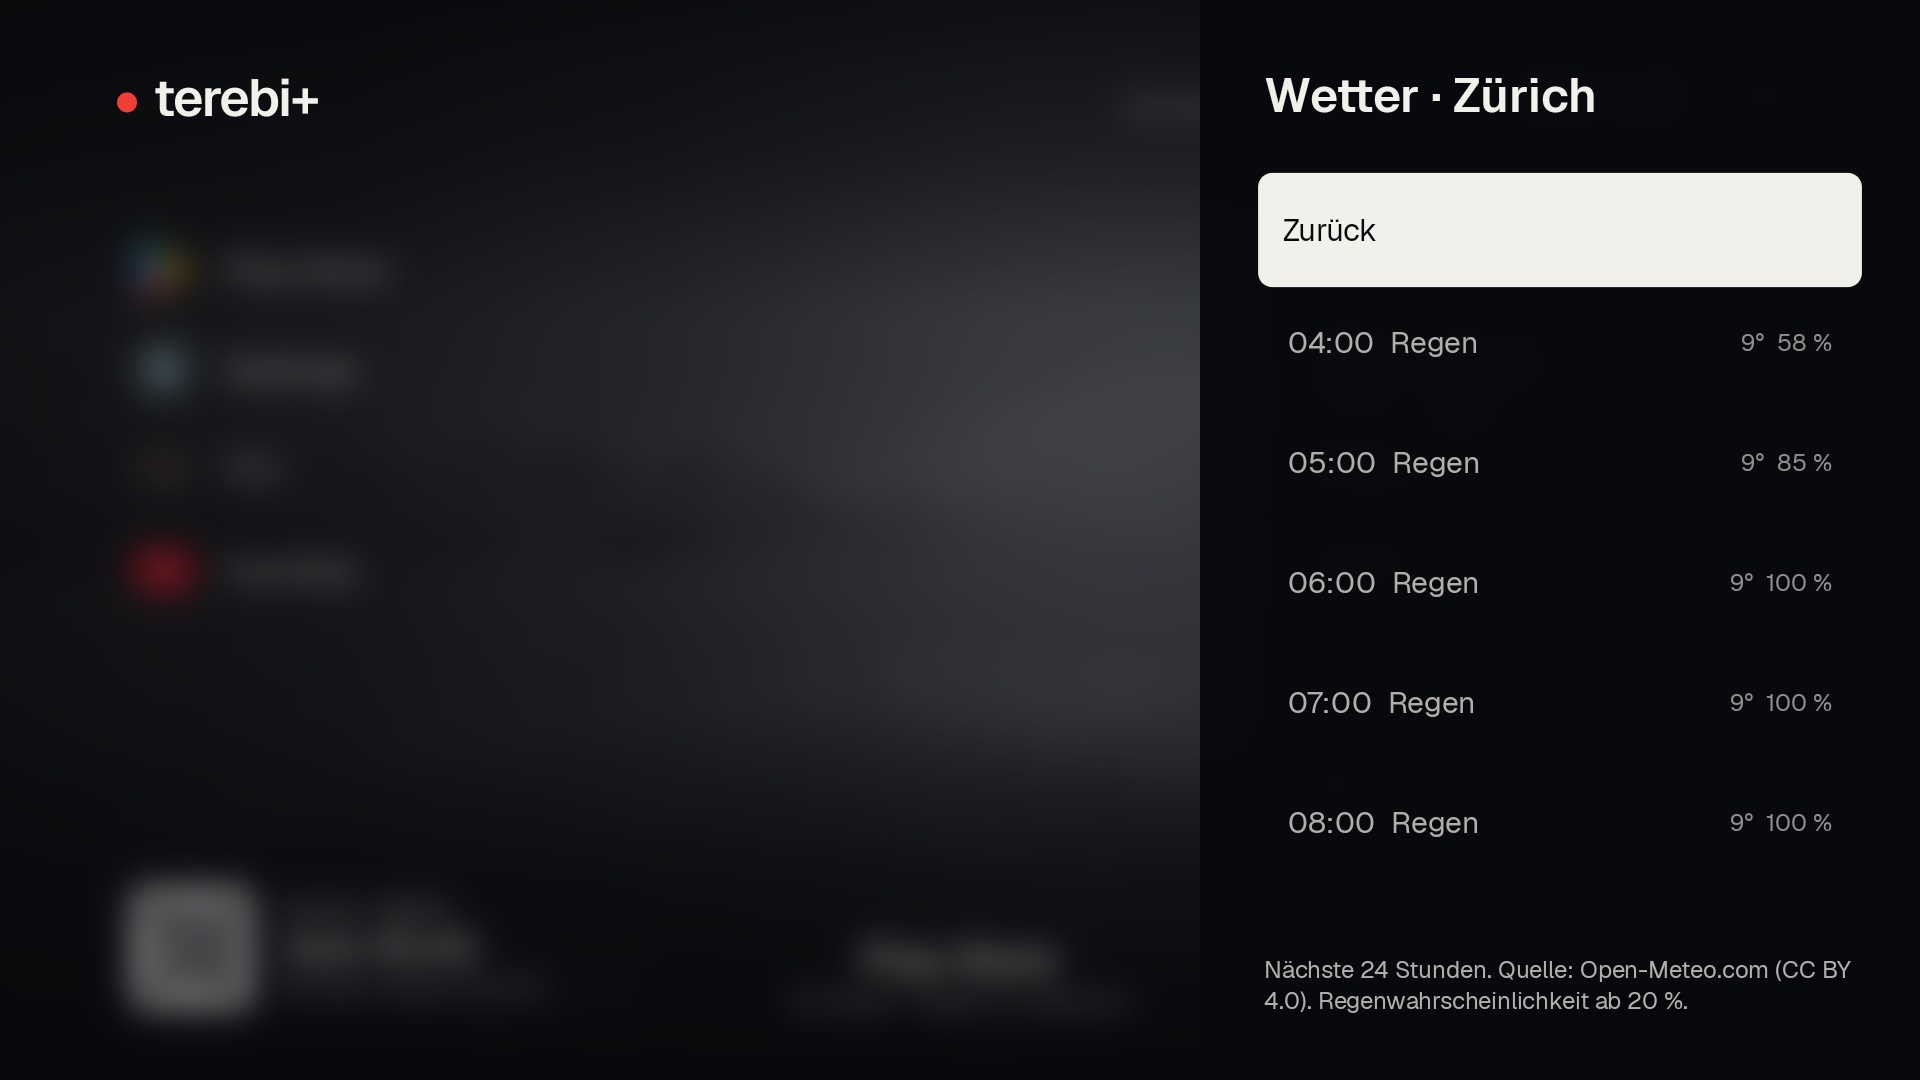 terebi+
Wetter · Zürich
Zurück
04:00 Regen 9° 58 %
05:00 Regen 9° 85 %
06:00 Regen 9° 100 %
07:00 Regen 9° 100 %
08:00 Regen 9° 100 %
Nächste 24 Stunden. Quelle: Open-Meteo.com (CC BY
4.0). Regenwahrscheinlichkeit ab 20 %.